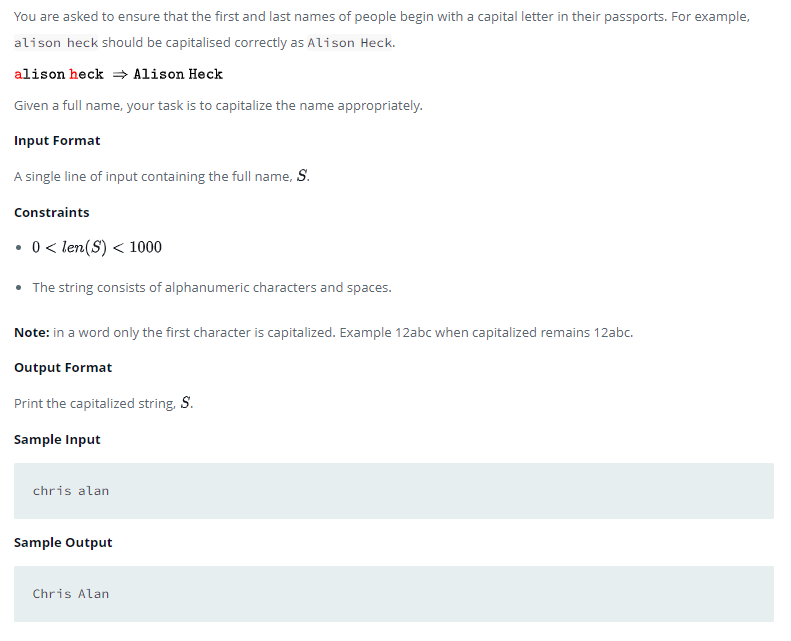 You are asked to ensure that the first and last names of people begin with a capital letter in their passports. For example,
alison heck should be capitalised correctly as Alison Heck.
alison heck ⇒ Alison Heck
Given a full name, your task is to capitalize the name appropriately.
Input Format
A single line of input containing the full name, S.
Constraints
• 0 < len(S) < 1000
• The string consists of alphanumeric characters and spaces.
Note: in a word only the first character is capitalized. Example 12abc when capitalized remains 12abc.
Output Format
Print the capitalized string, S.
Sample Input
chris alan
Sample Output
Chris Alan